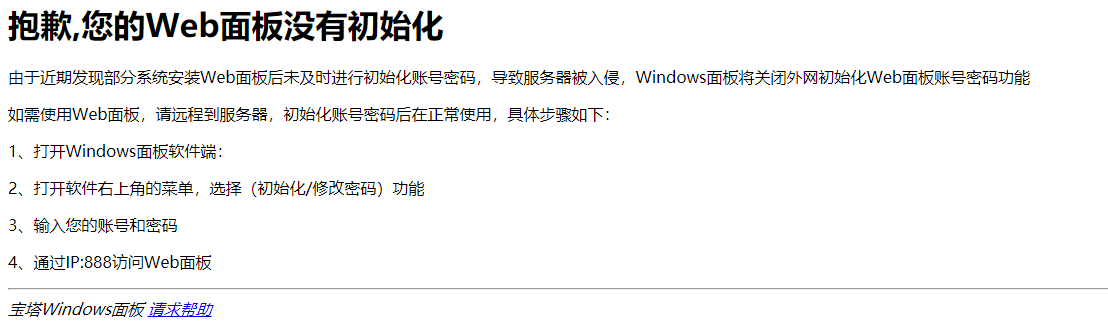 抱歉,您的Web面板没有初始化
由于近期发现部分系统安装Web面板后未及时进行初始化账号密码，导致服务器被入侵，Windows面板将关闭外网初始化Web面板账号密码功能
如需使用Web面板，请远程到服务器，初始化账号密码后在正常使用，具体步骤如下：
1、打开Windows面板软件端：
2、打开软件右上角的菜单，选择（初始化/修改密码）功能
3、输入您的账号和密码
4、通过IP:888访问Web面板
宝塔Windows面板 请求帮助